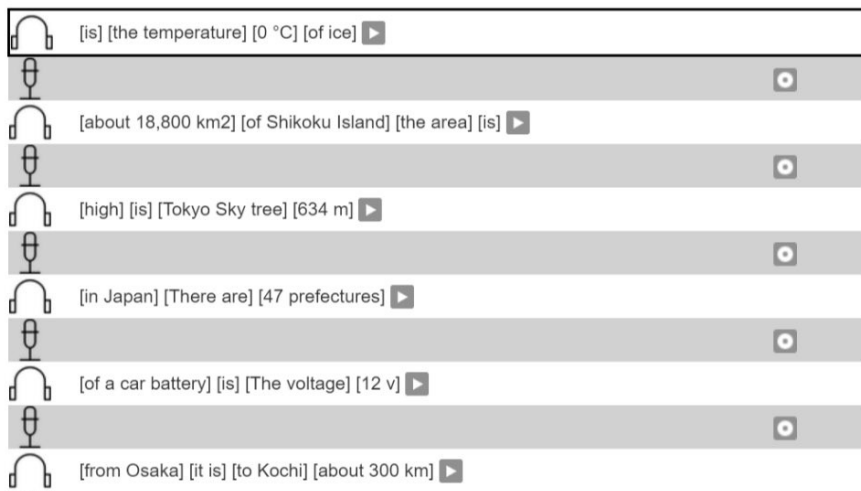 [is] [the temperature] [0 °C] [of ice]
[about 18,800 km2] [of Shikoku Island] [the area] [is]
[high] [is] [Tokyo Sky tree] [634 m]
[in Japan] [There are] [47 prefectures]
[of a car battery] [is] [The voltage] [12 v]
[from Osaka] [it is] [to Kochi] [about 300 km]